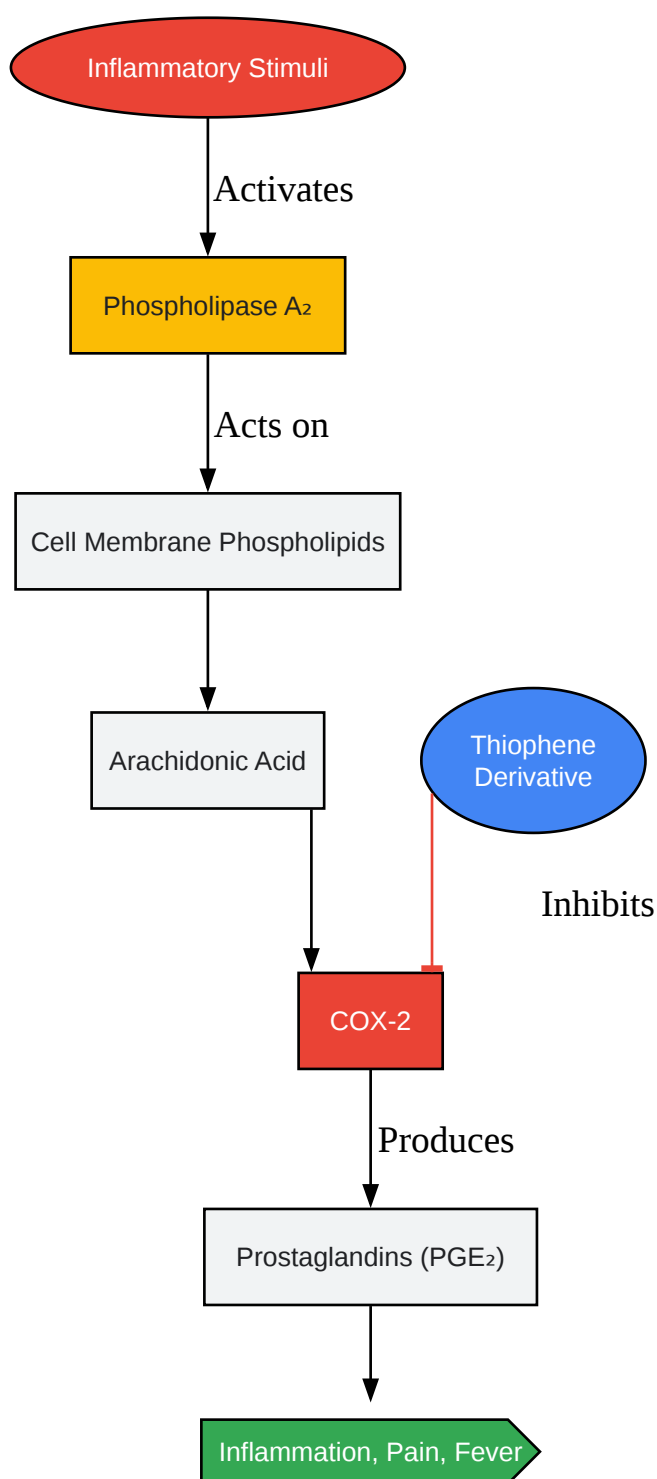 Inflammatory Stimuli
Activates
Phospholipase A₂
Acts on
Cell Membrane Phospholipids
Arachidonic Acid
Thiophene
Derivative
Inhibits
COX-2
Produces
Prostaglandins (PGE₂)
Inflammation, Pain, Fever